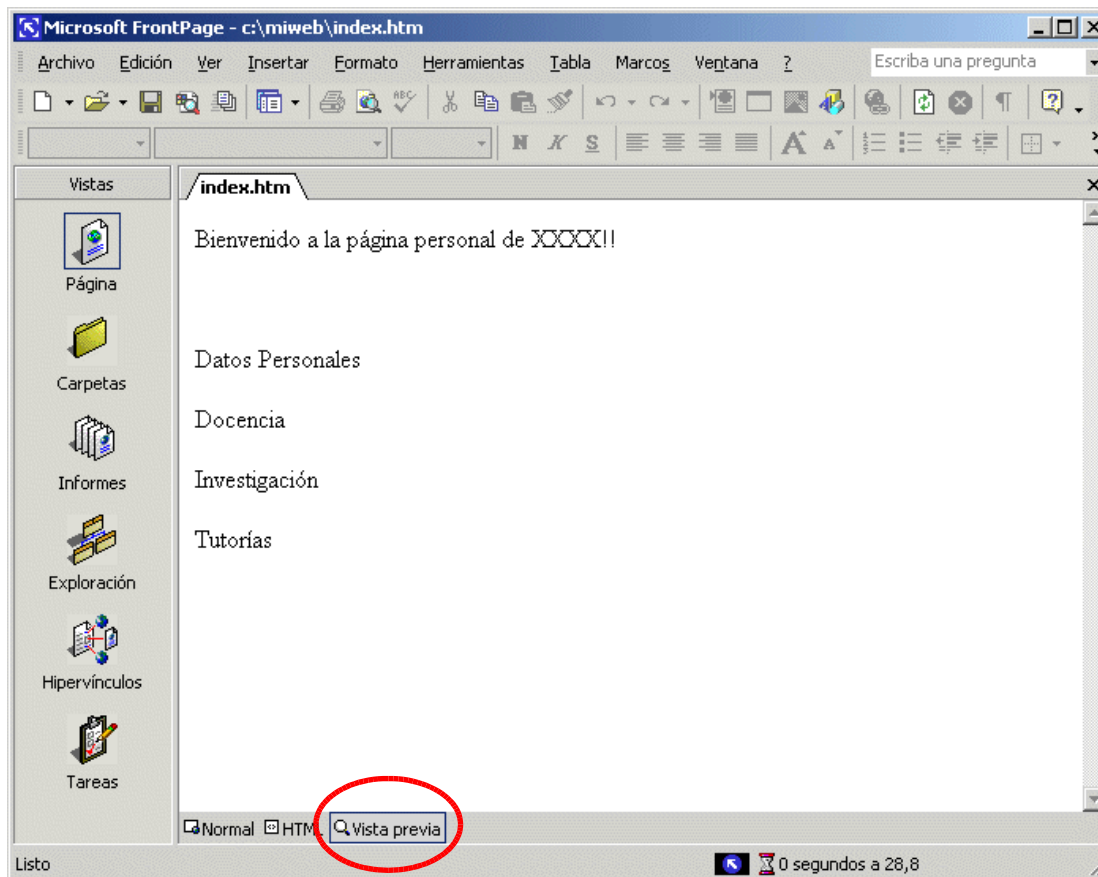 Microsoft FrontPage - c:\miweb\index.htm
Archivo Edición Ver Insertar Formato Herramientas Tabla Marcos Ventana ? Escriba una pregunta
ABC
N K S A A
Vistas
index.htm
Bienvenido a la página personal de XXXX!!
Página
Datos Personales
Carpetas
Docencia
Informes
Investigación
Tutorías
Exploración
Hipervínculos
Tareas
Normal HTML Vista previa
Listo
0 segundos a 28,8